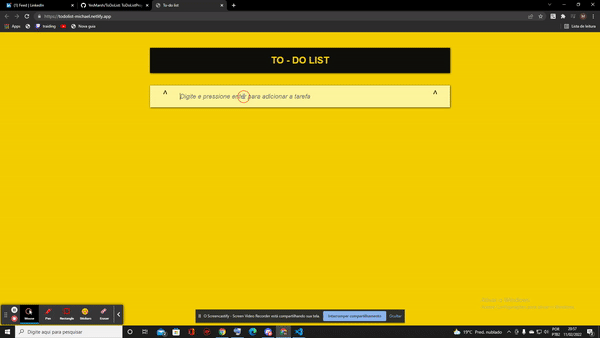 (1) Feed | LinkedIn
To-do list
https://todolist-michael.netlify.app
Apps
trading
Nova guia
Lista de leitura
TO - DO LIST
^ Digite e pressione enter para adicionar a tarefa ^
Mouse Pen Rectangle Stickers Eraser
O Screencastify - Screen Video Recorder está compartilhando sua tela
Interromper compartilhamento
Ocultar
Digite aqui para pesquisar
19°C Pred. nublado
POR
PTB2
20:37
11/02/2022